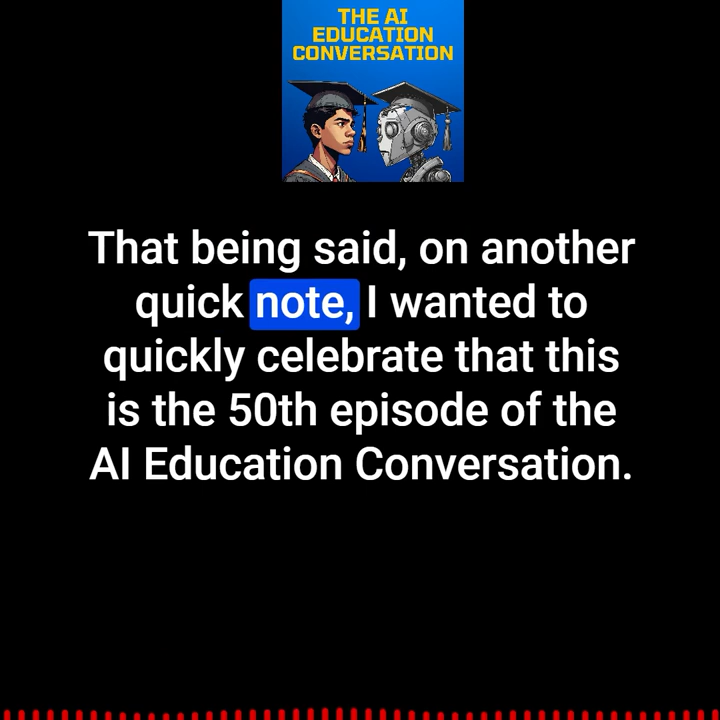 THE AI
EDUCATION
CONVERSATION
That being said, on another
quick note, I wanted to
quickly celebrate that this
is the 50th episode of the
AI Education Conversation.